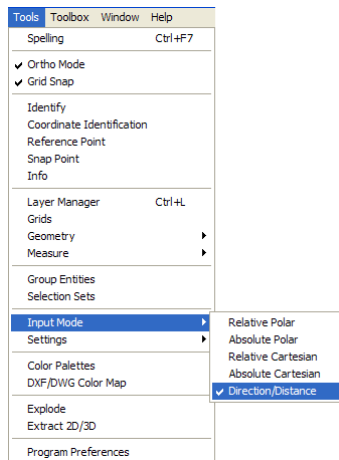 Tools Toolbox Window Help
Spelling Ctrl+F7
Ortho Mode
Grid Snap
Identify
Coordinate Identification
Reference Point
Snap Point
Info
Layer Manager Ctrl+L
Grids
Geometry
Measure
Group Entities
Selection Sets
Input Mode
Settings
Color Palettes
DXF/DWG Color Map
Explode
Extract 2D/3D
Program Preferences
Relative Polar
Absolute Polar
Relative Cartesian
Absolute Cartesian
Direction/Distance